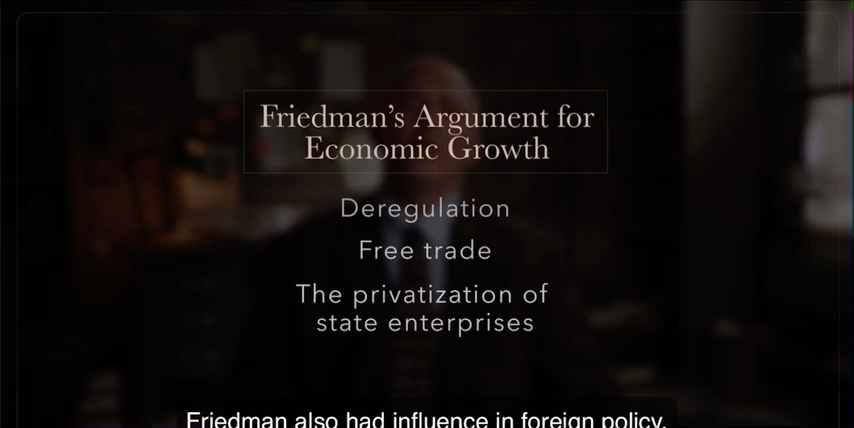 Friedman's Argument for
Economic Growth
Deregulation
Free trade
The privatization of
state enterprises
Friedman also had influence in foreign policy.